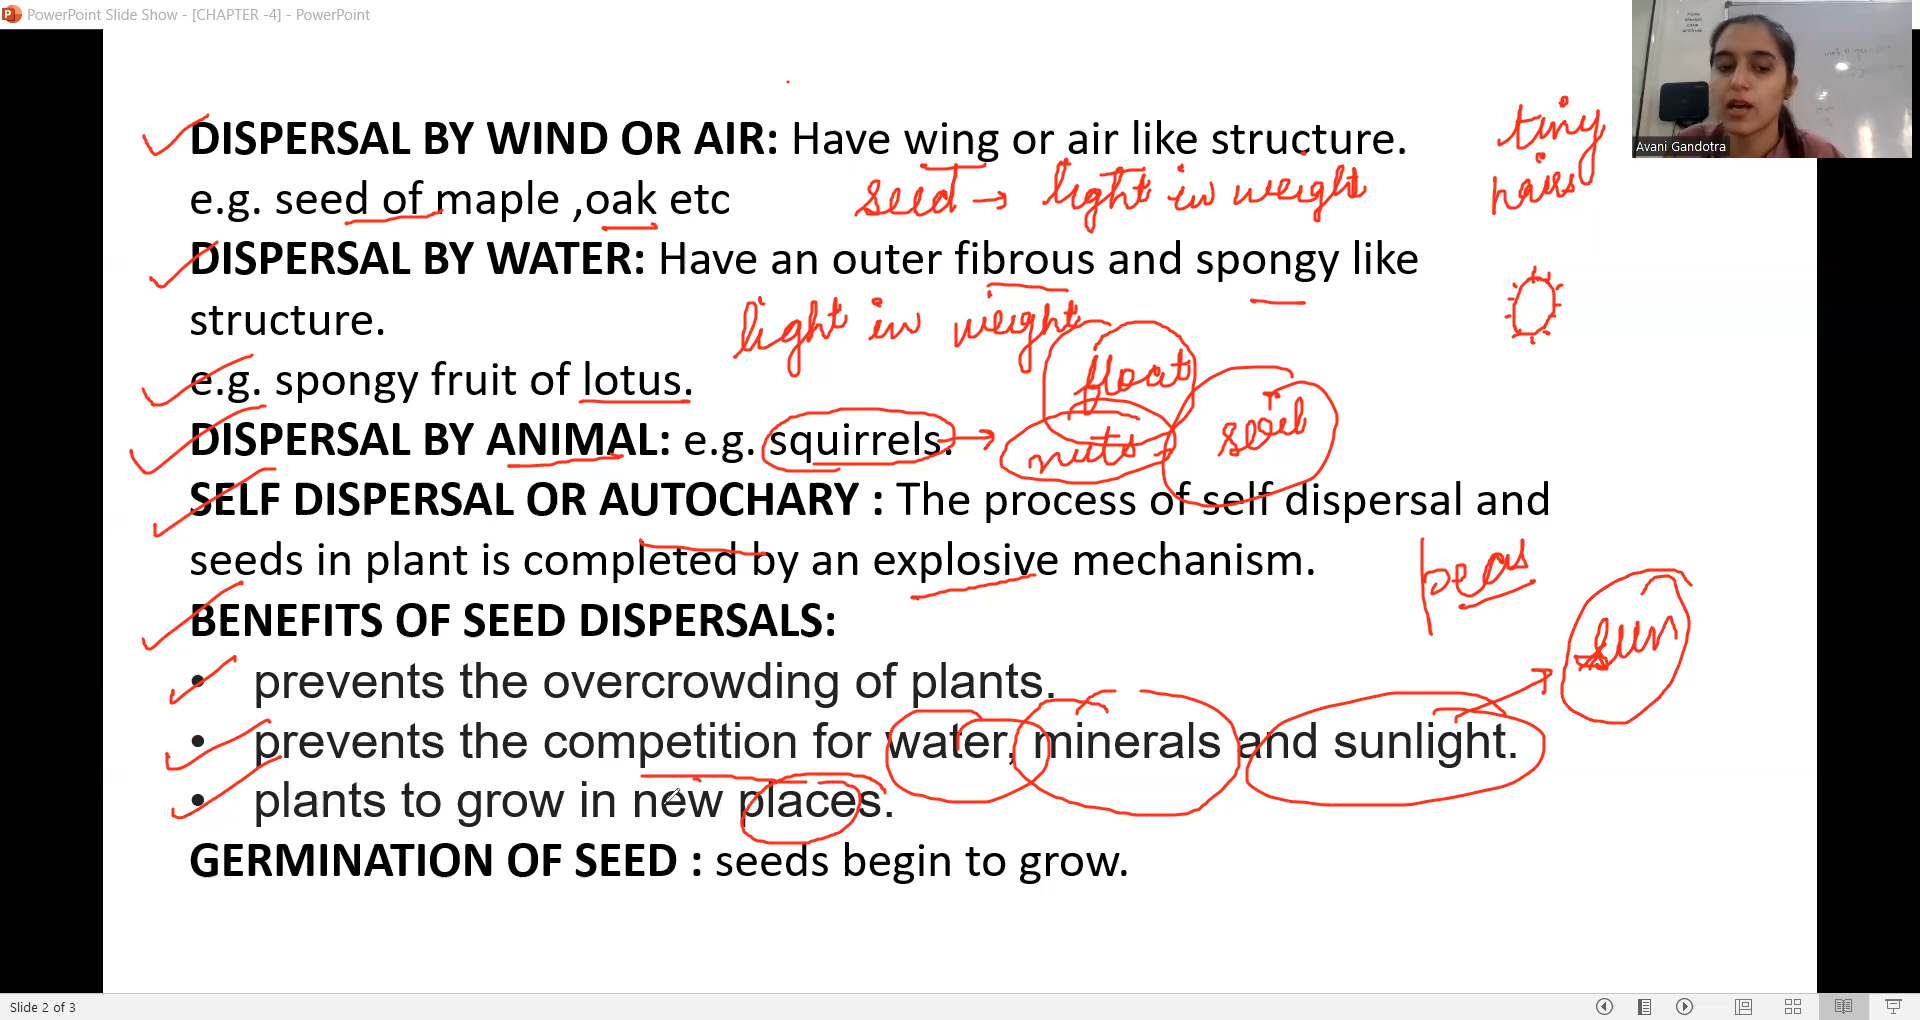 PowerPoint Slide Show - [CHAPTER -4] - PowerPoint
Avani Gandotra
DISPERSAL BY WIND OR AIR: Have wing or air like structure.
tiny
hairs
e.g. seed of maple ,oak etc
seed → light in weight
DISPERSAL BY WATER: Have an outer fibrous and spongy like
structure.
light in weight
float
e.g. spongy fruit of lotus.
DISPERSAL BY ANIMAL: e.g. squirrels.
→ nuts
seed
SELF DISPERSAL OR AUTOCHARY : The process of self dispersal and
seeds in plant is completed by an explosive mechanism.
peas
BENEFITS OF SEED DISPERSALS:
sun
• prevents the overcrowding of plants.
• prevents the competition for water, minerals and sunlight.
• plants to grow in new places.
GERMINATION OF SEED : seeds begin to grow.
Slide 2 of 3